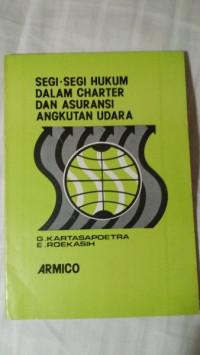 SEGI-SEGI HUKUM
DALAM CHARTER
DAN ASURANSI
ANGKUTAN UDARA
G.KARTASAPOETRA
E.ROEKASIH
ARMICO